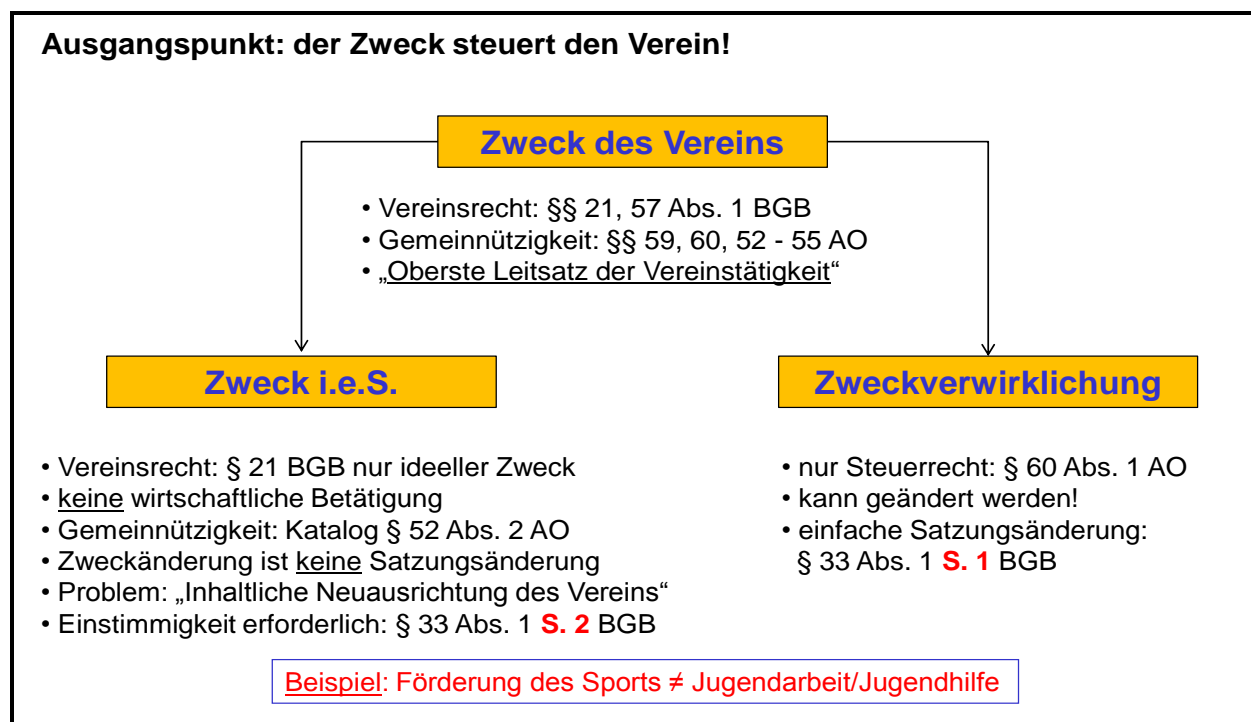 Ausgangspunkt: der Zweck steuert den Verein!
Zweck des Vereins
• Vereinsrecht: §§ 21, 57 Abs. 1 BGB
• Gemeinnützigkeit: §§ 59, 60, 52 - 55 AO
• „Oberste Leitsatz der Vereinstätigkeit“
Zweck i.e.S.
• Vereinsrecht: § 21 BGB nur ideeller Zweck
• keine wirtschaftliche Betätigung
• Gemeinnützigkeit: Katalog § 52 Abs. 2 AO
• Zweckänderung ist keine Satzungsänderung
• Problem: „Inhaltliche Neuausrichtung des Vereins“
• Einstimmigkeit erforderlich: § 33 Abs. 1 S. 2 BGB
Zweckverwirklichung
• nur Steuerrecht: § 60 Abs. 1 AO
• kann geändert werden!
• einfache Satzungsänderung:
§ 33 Abs. 1 S. 1 BGB
Beispiel: Förderung des Sports ≠ Jugendarbeit/Jugendhilfe